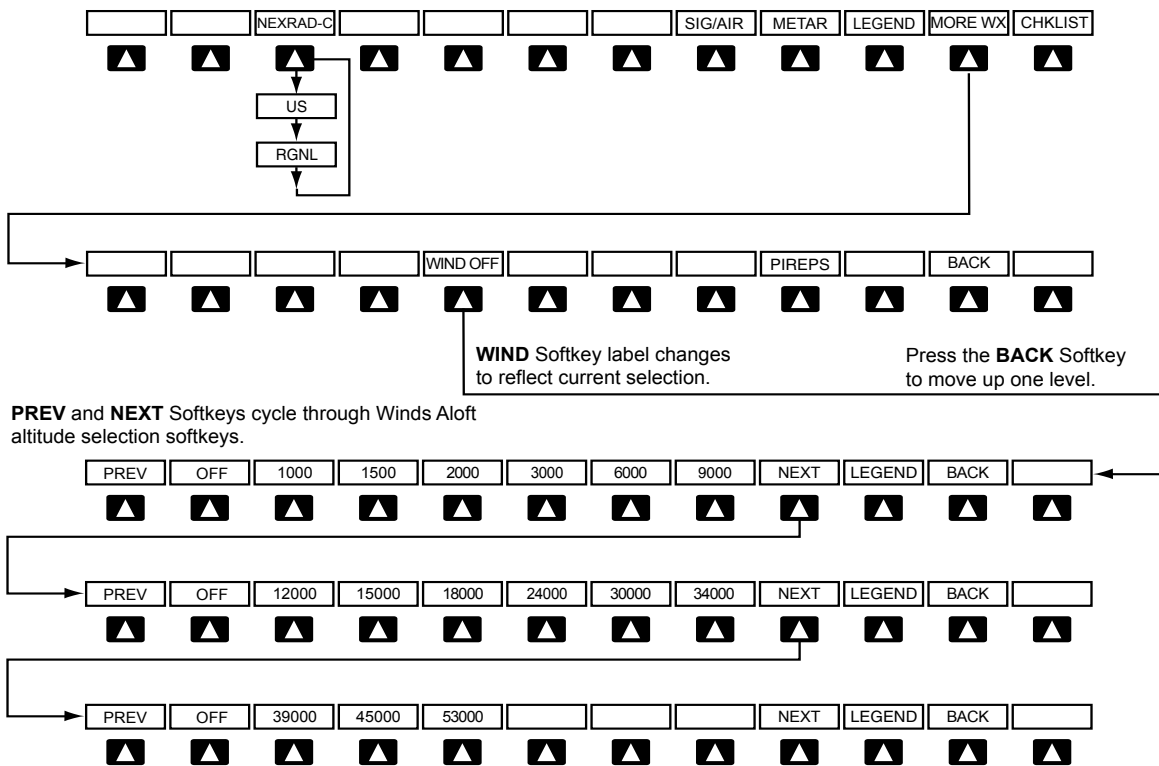 NEXRAD-C SIG/AIR METAR LEGEND MORE WX CHKLIST
US
RGNL
WIND OFF PIREPS BACK
WIND Softkey label changes
to reflect current selection.
Press the BACK Softkey
to move up one level.
PREV and NEXT Softkeys cycle through Winds Aloft
altitude selection softkeys.
PREV OFF 1000 1500 2000 3000 6000 9000 NEXT LEGEND BACK
PREV OFF 12000 15000 18000 24000 30000 34000 NEXT LEGEND BACK
PREV OFF 39000 45000 53000 NEXT LEGEND BACK